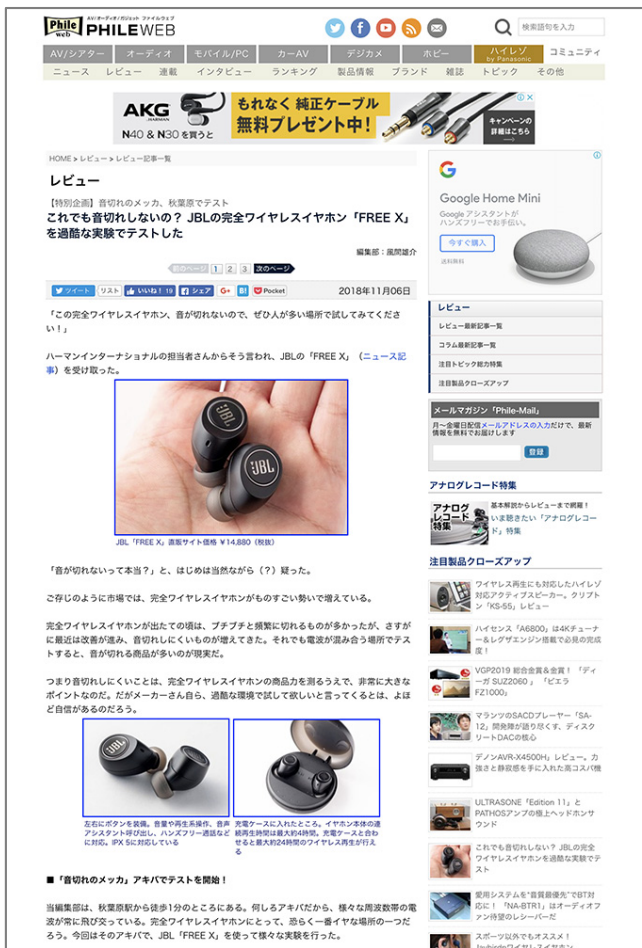 AV/オーディオ/ガジェット ファイルウェブ
Phile web
PHILEWEB
検索語句を入力
AV/シアター オーディオ モバイル/PC カーAV デジカメ ホビー ハイレゾ by Panasonic コミュニティ
ニュース レビュー 連載 インタビュー ランキング 製品情報 ブランド 雑誌 トピック その他
AKG
by HARMAN
N40 & N30 を買うと
もれなく 純正ケーブル
無料プレゼント中!
キャンペーンの
詳細はこちら
HOME > レビュー > レビュー記事一覧
レビュー
【特別企画】音切れのメッカ、秋葉原でテスト
これでも音切れしないの? JBLの完全ワイヤレスイヤホン「FREE X」
を過酷な実験でテストした
編集部:風間雄介
前のページ 1 2 3 次のページ
ツイート リスト いいね! 19 シェア G+ B! Pocket
2018年11月06日
「この完全ワイヤレスイヤホン、音が切れないので、ぜひ人が多い場所で試してみてくださ
い!」
ハーマンインターナショナルの担当者さんからそう言われ、JBLの「FREE X」(ニュース記
事)を受け取った。
JBL
JBL
JBL「FREE X」直販サイト価格 ¥14,880(税抜)
「音が切れないって本当?」と、はじめは当然ながら(?)疑った。
ご存じのように市場では、完全ワイヤレスイヤホンがものすごい勢いで増えている。
完全ワイヤレスイヤホンが出たての頃は、プチプチと頻繁に切れるものが多かったが、さすが
に最近は改善が進み、音切れしにくいものが増えてきた。それでも電波が混み合う場所でテス
トすると、音が切れる商品が多いのが現実だ。
つまり音切れしにくいことは、完全ワイヤレスイヤホンの商品力を測るうえで、非常に大きな
ポイントなのだ。だがメーカーさん自ら、過酷な環境で試して欲しいと言ってくるとは、よほ
ど自信があるのだろう。
JBL
左右にボタンを装備。音量や再生系操作、音声
アシスタント呼び出し、ハンズフリー通話など
に対応。IPX 5に対応している
充電ケースに入れたところ。イヤホン本体の連
続再生時間は最大約4時間。充電ケースと合わ
せると最大約24時間のワイヤレス再生が行え
る
■「音切れのメッカ」アキバでテストを開始!
当編集部は、秋葉原駅から徒歩1分のところにある。何しろアキバだから、様々な周波数帯の電
波が常に飛び交っている。完全ワイヤレスイヤホンにとって、恐らく一番イヤな場所の一つだ
ろう。今回はそのアキバで、JBL「FREE X」を使って様々な実験を行った。
Google Home Mini
Google アシスタントが
ハンズフリーでお手伝い。
今すぐ購入
送料無料
レビュー
レビュー最新記事一覧
コラム最新記事一覧
注目トピック総力特集
注目製品クローズアップ
メールマガジン「Phile-Mail」
月〜金曜日配信メールアドレスの入力だけで、最新
情報を無料でお届けします
登録
アナログレコード特集
アナログ
レコード
特集
基本解説からレビューまで網羅!
いま聴きたい「アナログレコー
ド」特集
注目製品クローズアップ
ワイヤレス再生にも対応したハイレゾ
対応アクティブスピーカー。クリプト
ン「KS-55」レビュー
ハイセンス「A6800」は4Kチューナ
ー&レグザエンジン搭載で必見の完成
度!
VGP2019 総合金賞&金賞! 「ディ
ーガ SUZ2060 」「ビエラ
FZ1000」
マランツのSACDプレーヤー「SA-
12」開発陣が語り尽くす、ディスク
リートDACの核心
デノンAVR-X4500H」レビュー。力
強さと静寂感を手に入れた高コスパ機
ULTRASONE「Edition 11」と
PATHOSアンプの極上ヘッドホンサ
ウンド
これでも音切れしないの? JBLの完全
ワイヤレスイヤホンを過酷な実験でテ
スト
愛用システムを"音質最優先"でBT対
応に! 「NA-BTR1」はオーディオフ
ァン待望のレシーバーだ
スポーツ以外でもオススメ!